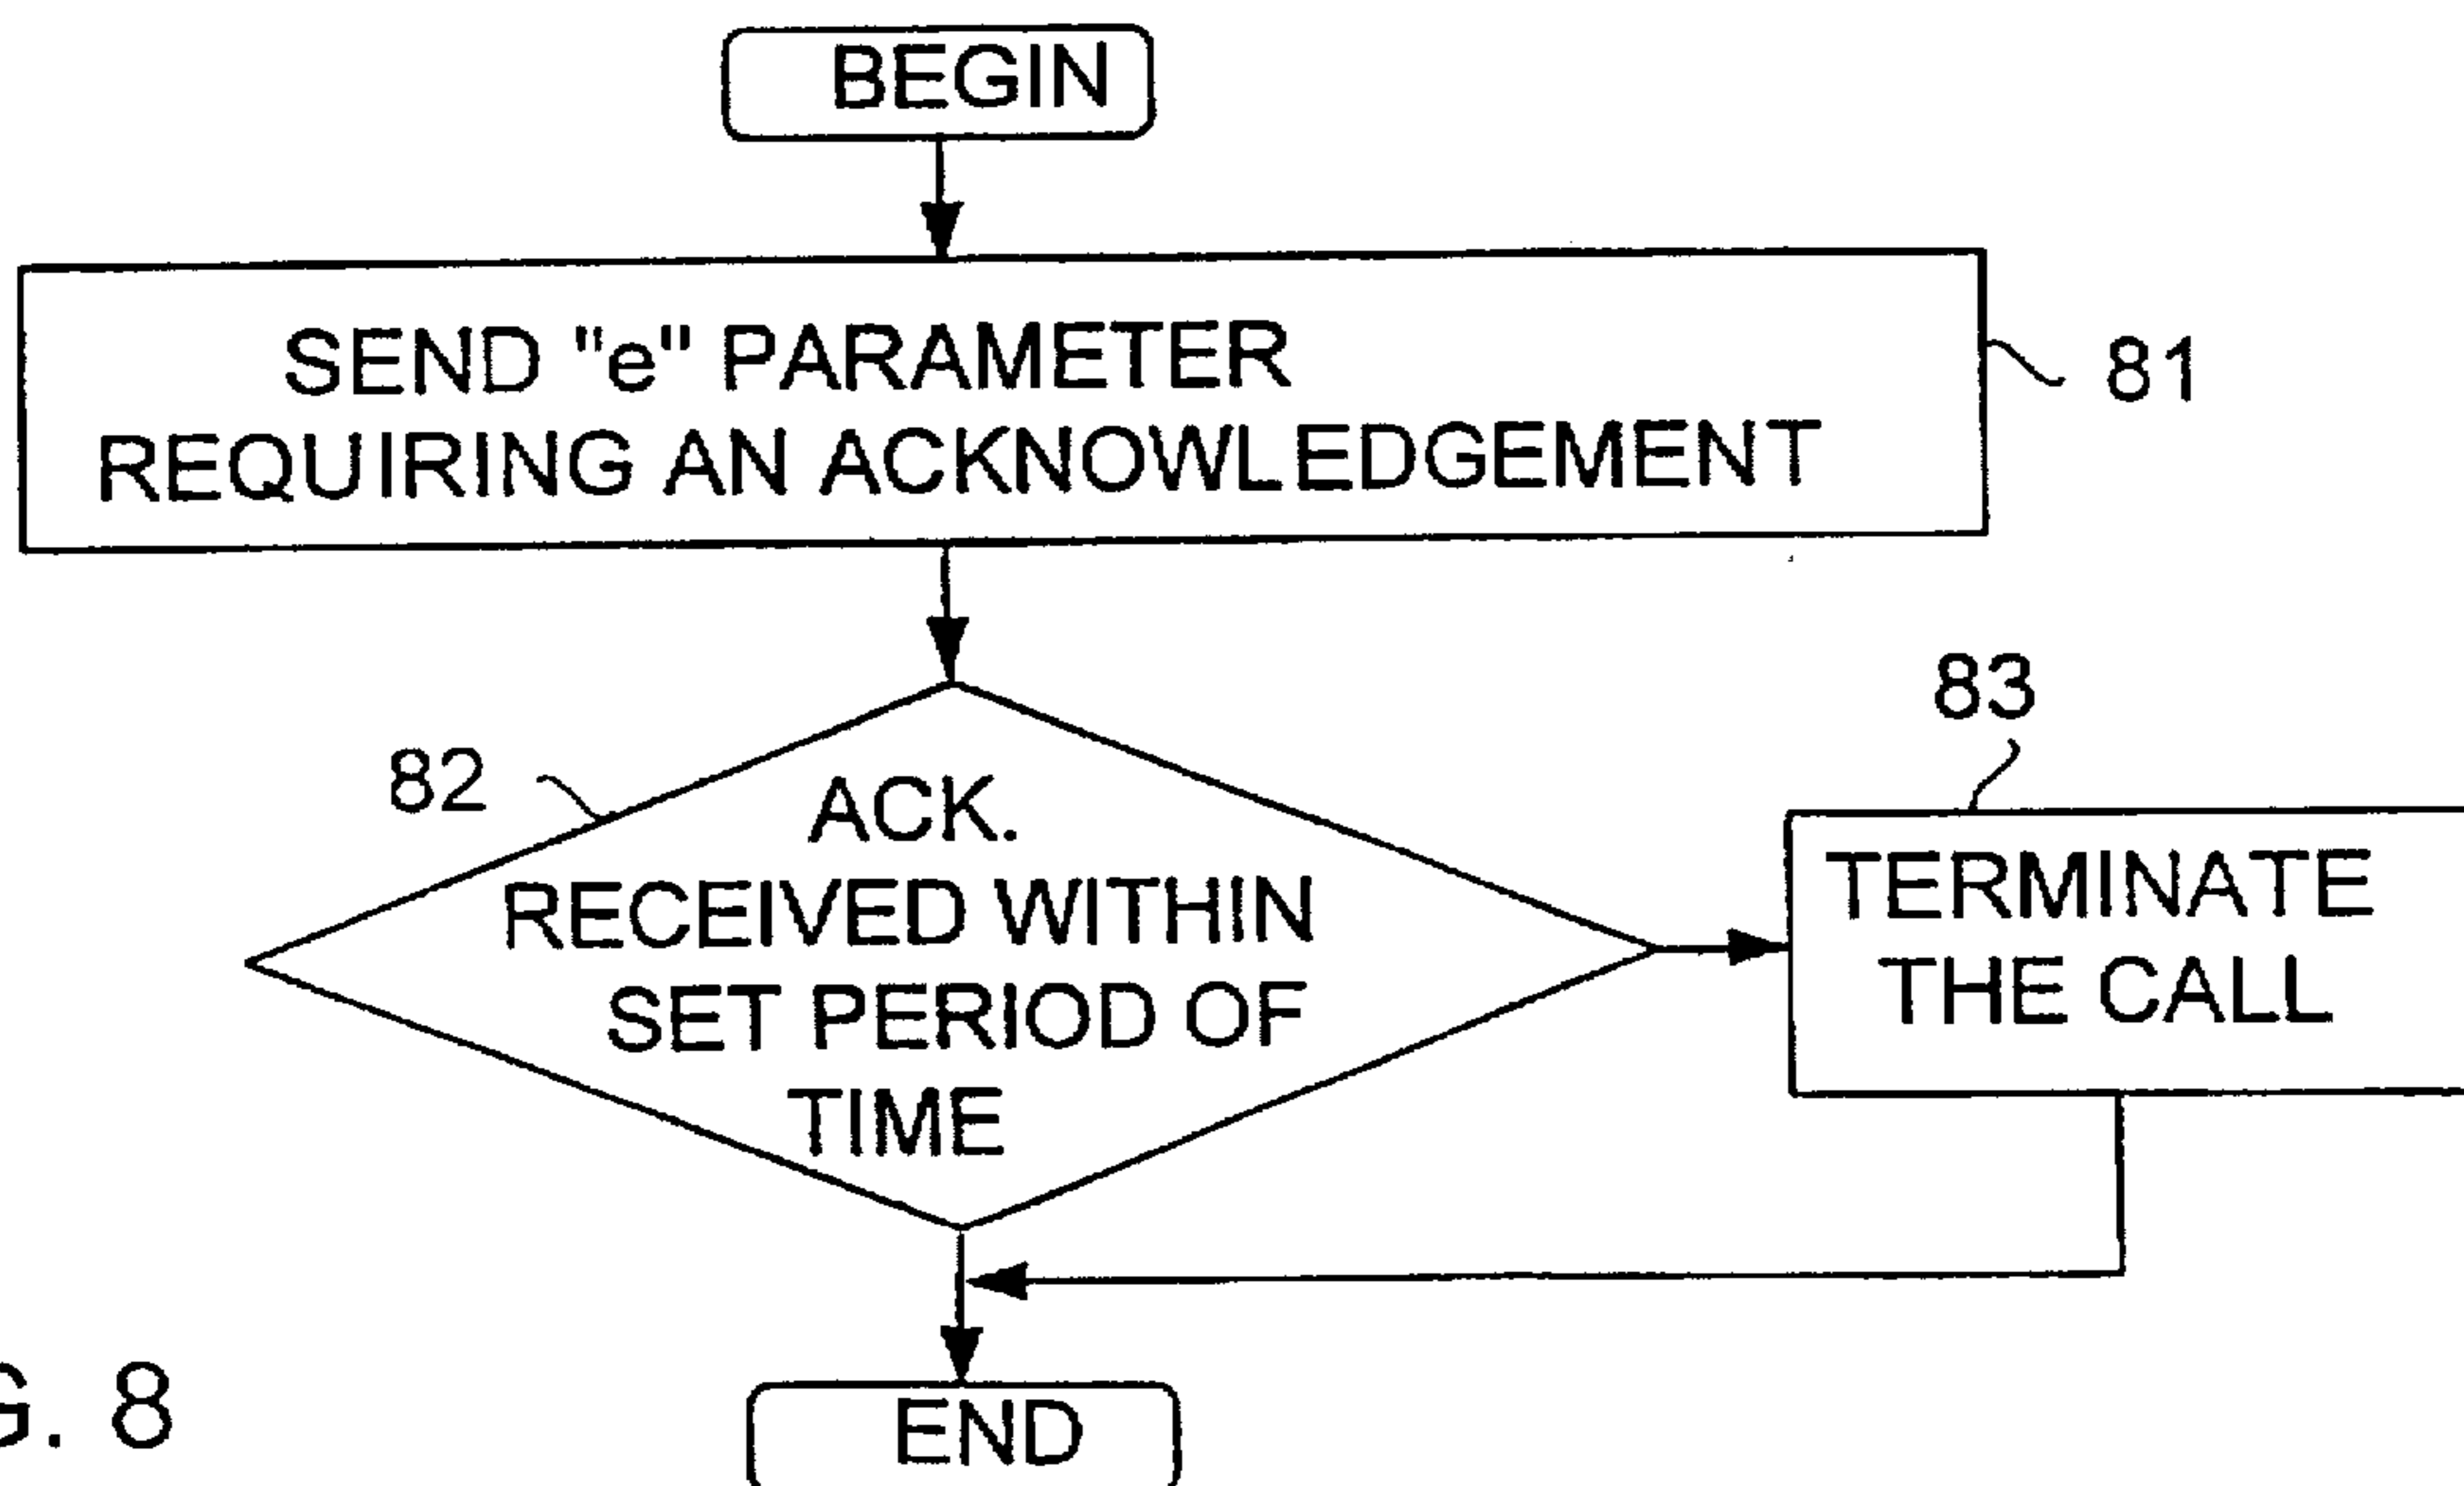 BEGIN
SEND "e" PARAMETER
REQUIRING AN ACKNOWLEDGEMENT
81
82
ACK.
RECEIVED WITHIN
SET PERIOD OF
TIME
83
TERMINATE
THE CALL
END
G. 8